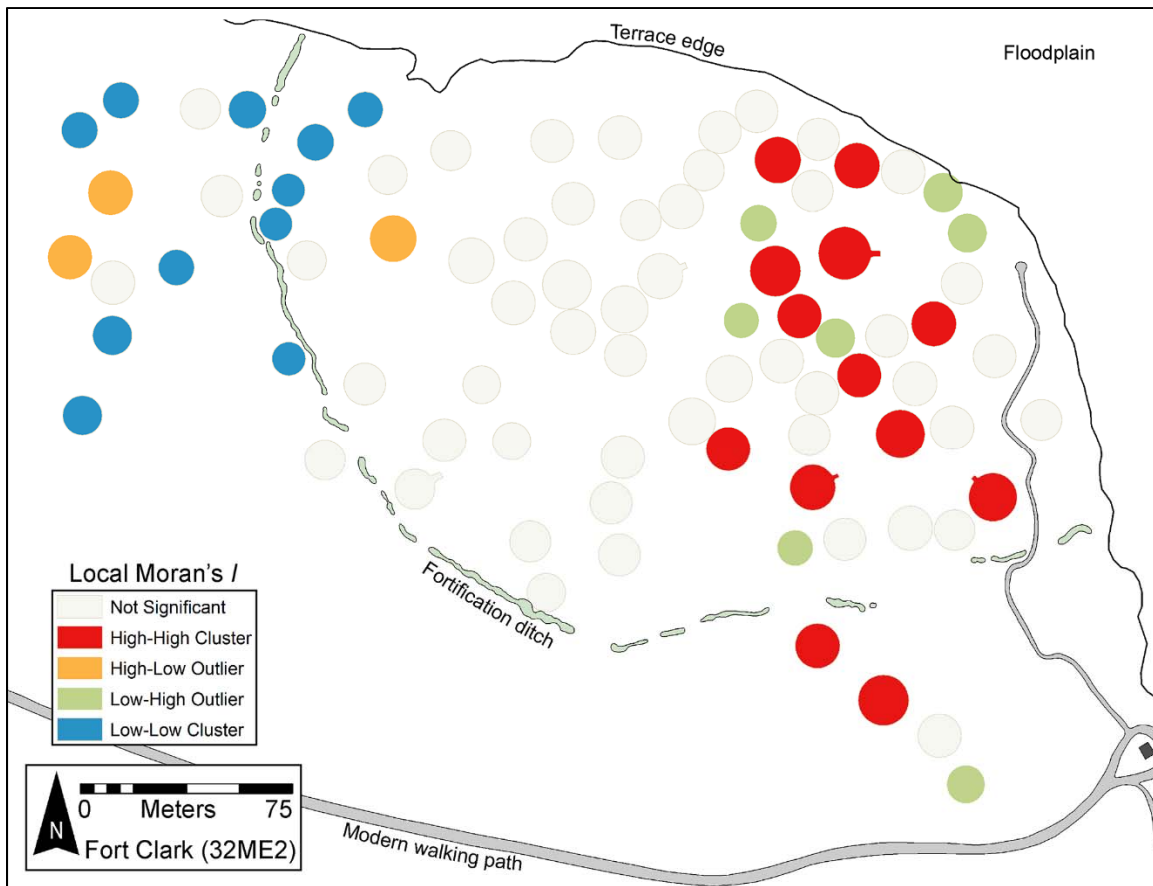 Terrace edge
Floodplain
Fortification ditch
Local Moran's I
Not Significant
High-High Cluster
High-Low Outlier
Low-High Outlier
Low-Low Cluster
0 Meters 75
N
Fort Clark (32ME2)
Modern walking path